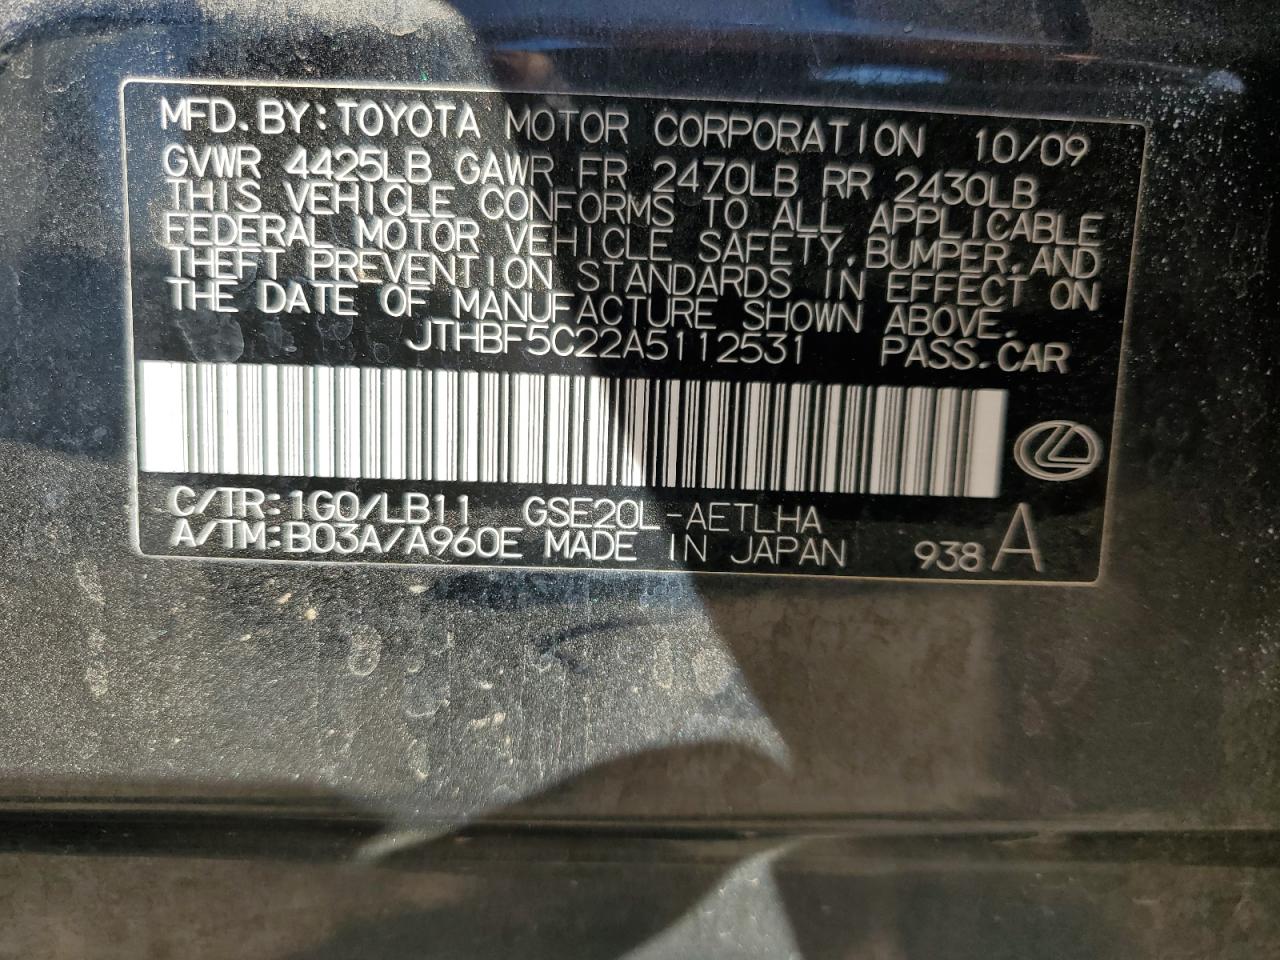 MFD.BY:TOYOTA MOTOR CORPORATION 10/09
GVWR 4425LB GAWR FR 2470LB RR 2430LB
THIS VEHICLE CONFORMS TO ALL APPLICABLE
FEDERAL MOTOR VEHICLE SAFETY,BUMPER,AND
THEFT PREVENTION STANDARDS IN EFFECT ON
THE DATE OF MANUFACTURE SHOWN ABOVE.
JTHBF5C22A5112531 PASS.CAR
C/TR:1G0/LB11 GSE20L-AETLHA
A/TM:B03A/A960E MADE IN JAPAN 938 A